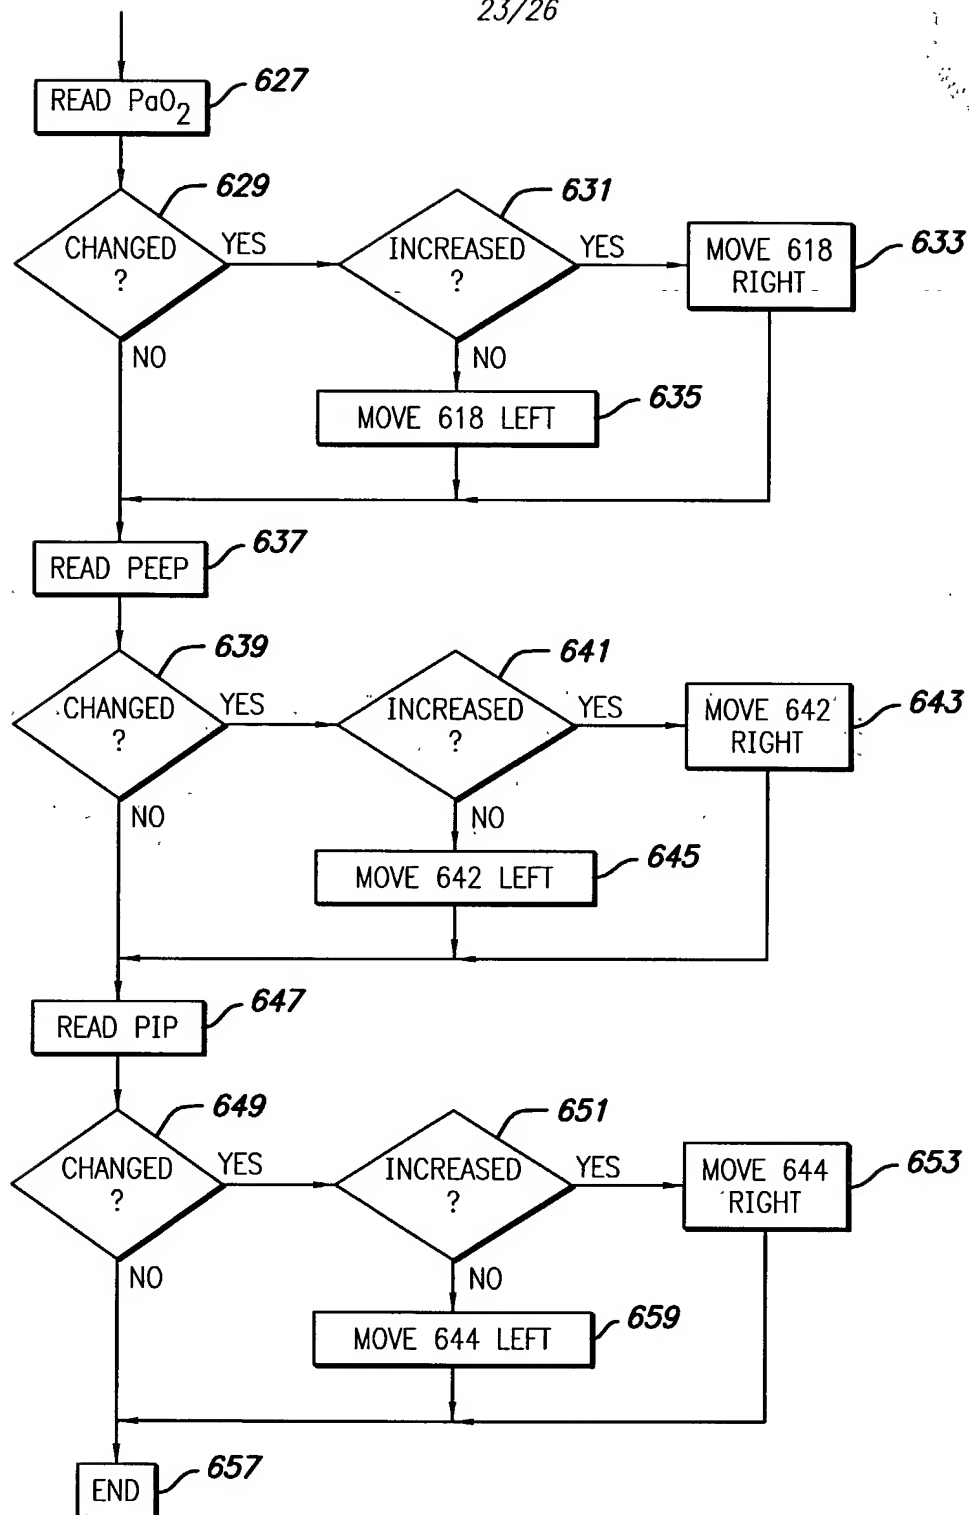 23/26
READ PaO2
627
CHANGED
?
629
YES
NO
INCREASED
?
631
YES
NO
MOVE 618
RIGHT
633
MOVE 618 LEFT
635
READ PEEP
637
CHANGED
?
639
YES
NO
INCREASED
?
641
YES
NO
MOVE 642
RIGHT
643
MOVE 642 LEFT
645
READ PIP
647
CHANGED
?
649
YES
NO
INCREASED
?
651
YES
NO
MOVE 644
RIGHT
653
MOVE 644 LEFT
659
END
657